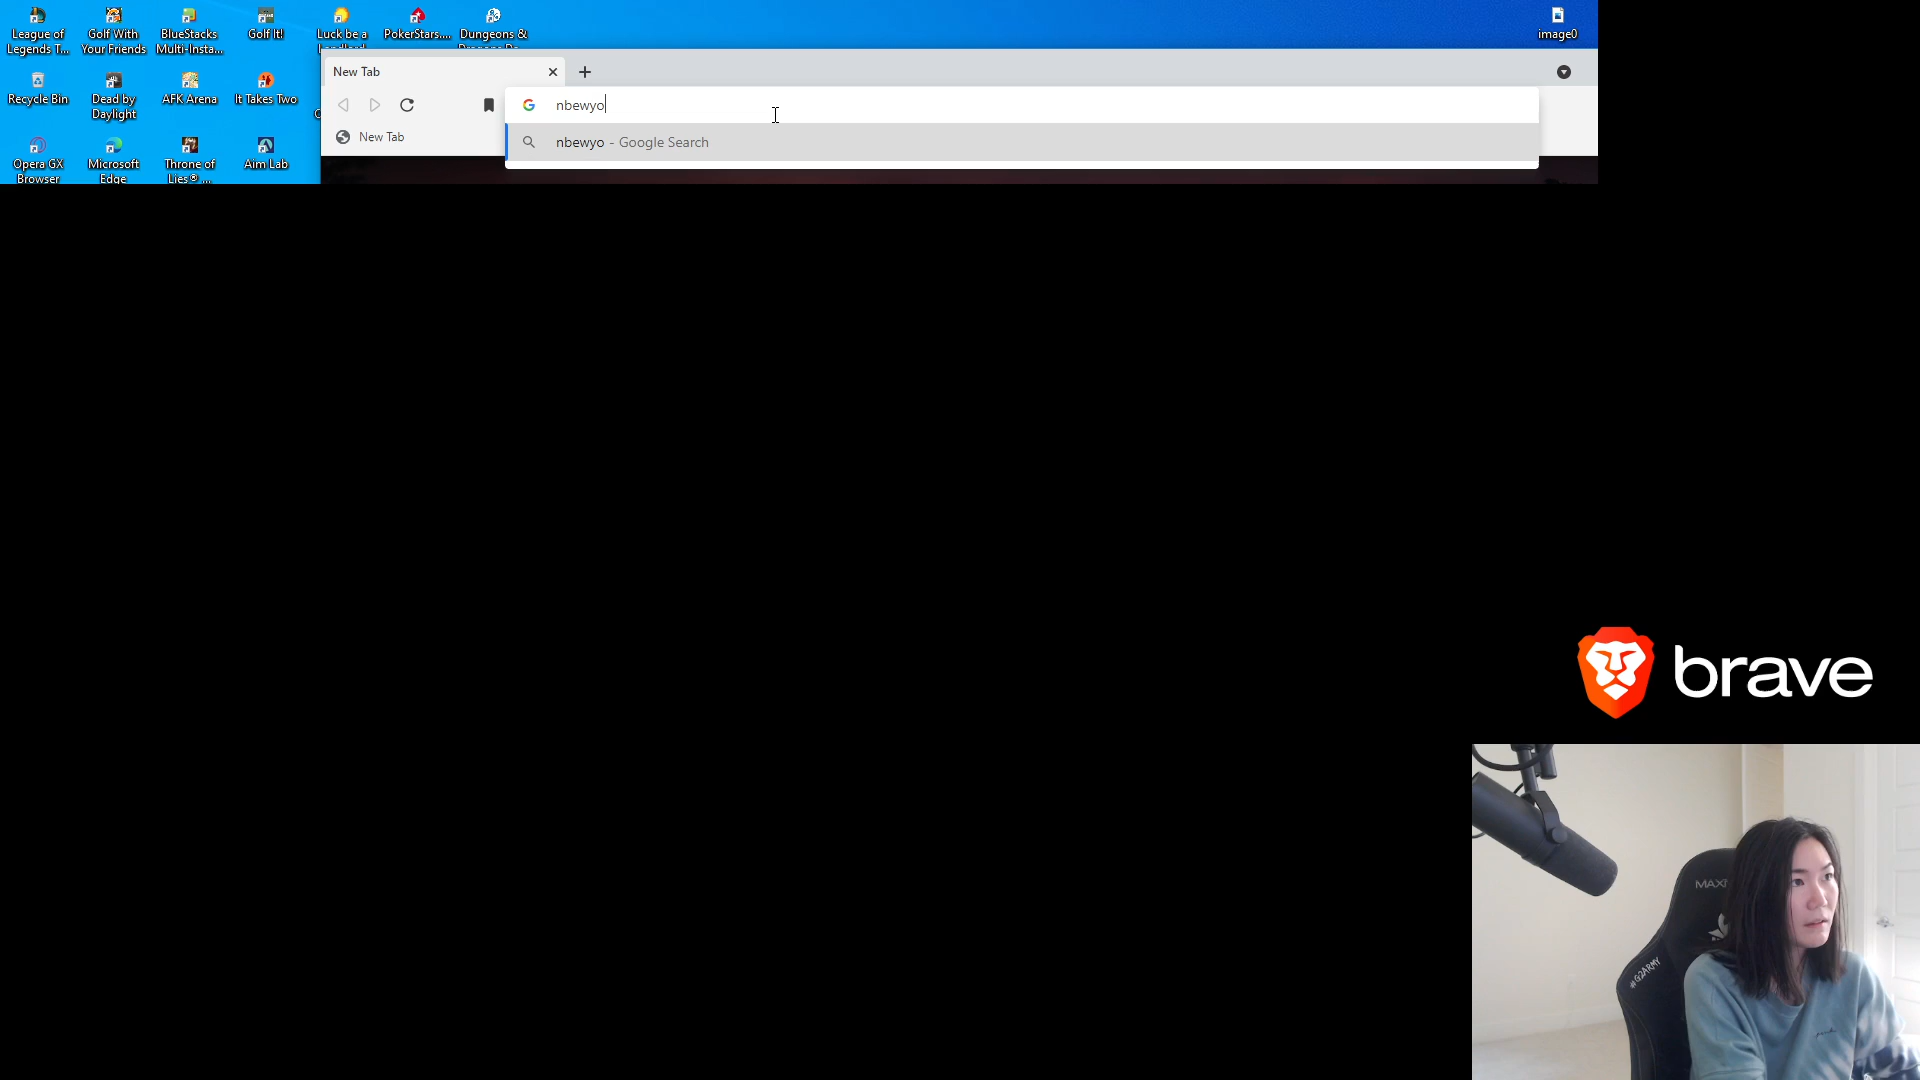 League of Legends T...
Golf With Your Friends
BlueStacks Multi-Insta...
Golf It!
Luck be a
PokerStars....
Dungeons &
image0
Recycle Bin
Dead by Daylight
AFK Arena
It Takes Two
Opera GX Browser
Microsoft Edge
Throne of Lies® ...
Aim Lab
New Tab
nbewyo
New Tab
nbewyo - Google Search
brave
MAX
#G2ARMY